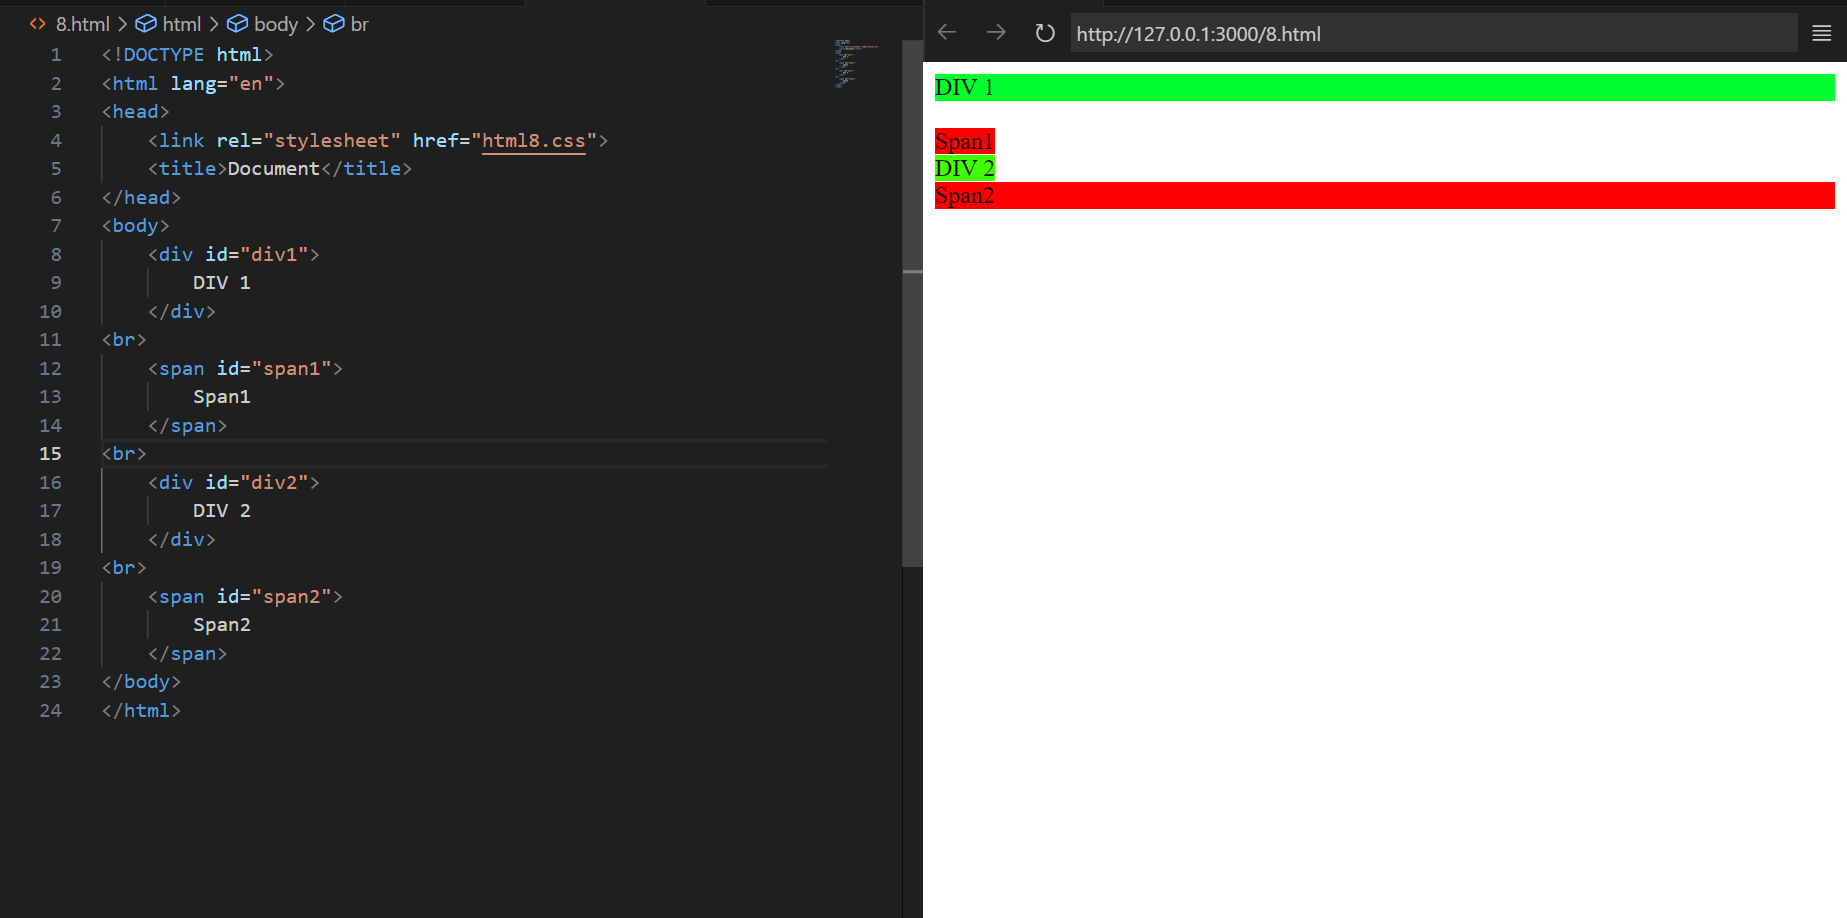 8.html > html > body > br
1 <!DOCTYPE html>
2 <html lang="en">
3 <head>
4 <link rel="stylesheet" href="html8.css">
5 <title>Document</title>
6 </head>
7 <body>
8 <div id="div1">
9 DIV 1
10 </div>
11 <br>
12 <span id="span1">
13 Span1
14 </span>
15 <br>
16 <div id="div2">
17 DIV 2
18 </div>
19 <br>
20 <span id="span2">
21 Span2
22 </span>
23 </body>
24 </html>
http://127.0.0.1:3000/8.html
DIV 1
Span1
DIV 2
Span2